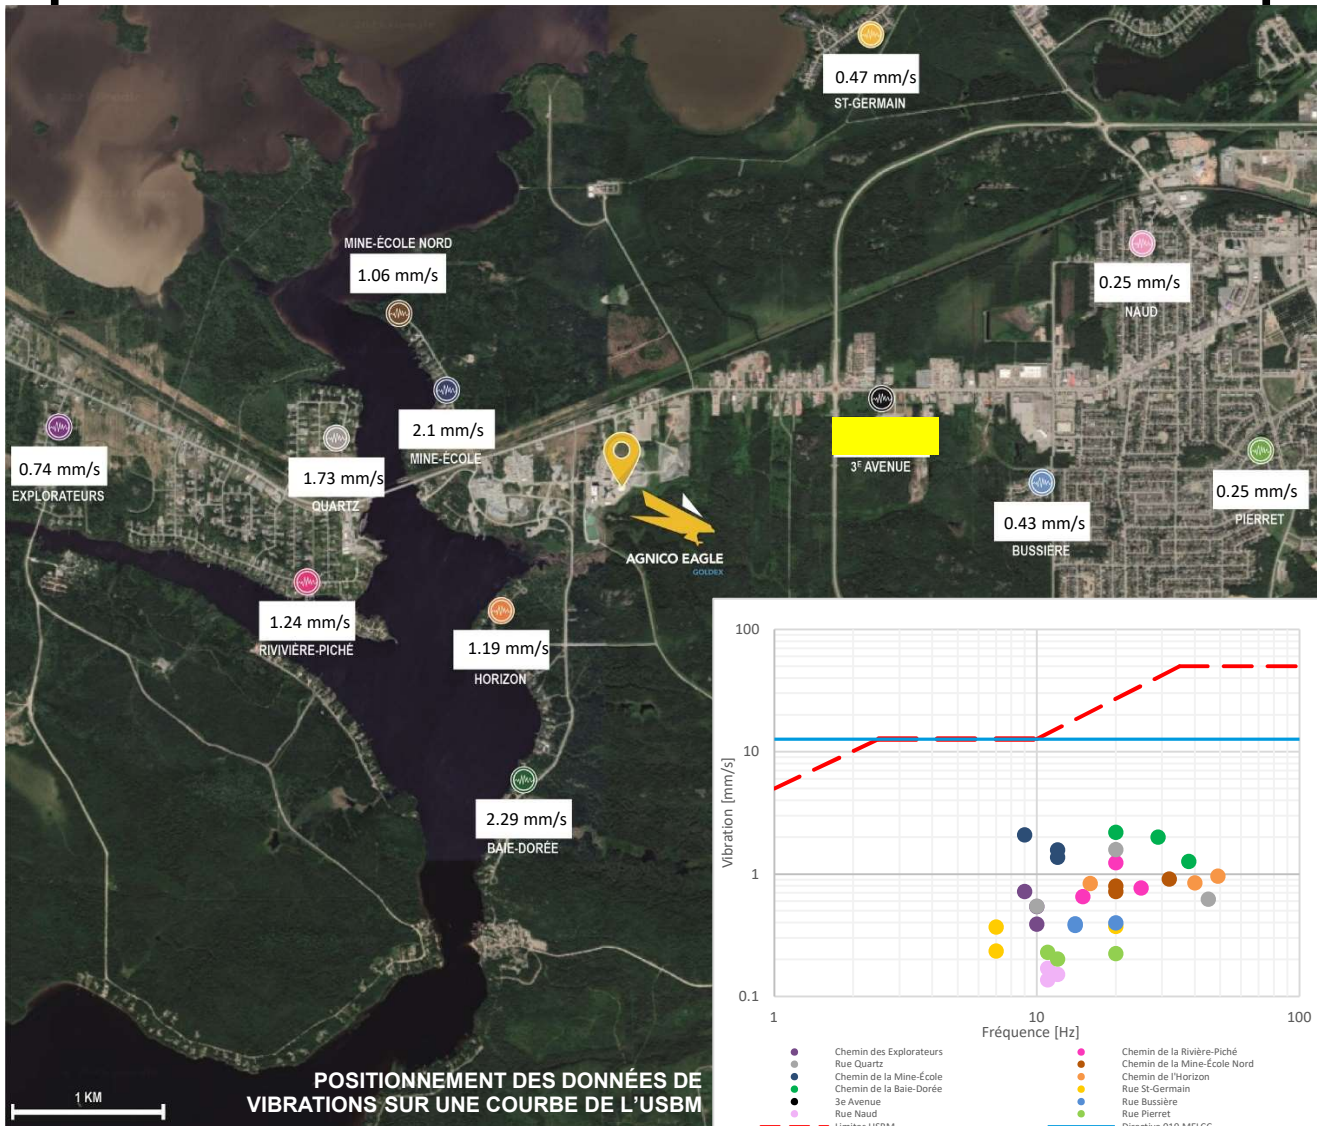 0.47 mm/s
ST-GERMAIN
MINE-ÉCOLE NORD
1.06 mm/s
0.25 mm/s
NAUD
2.1 mm/s
MINE-ÉCOLE
0.74 mm/s
EXPLORATEURS
1.73 mm/s
QUARTZ
3E AVENUE
0.25 mm/s
PIERRET
0.43 mm/s
BUSSIÈRE
AGNICO EAGLE
GOLDEX
1.24 mm/s
RIVIVIÈRE-PICHÉ
1.19 mm/s
HORIZON
2.29 mm/s
BAIE-DORÉE
100
10
1
0.1
Vibration [mm/s]
1
10
100
Fréquence [Hz]
Chemin des Explorateurs
Chemin de la Rivière-Piché
Rue Quartz
Chemin de la Mine-École Nord
Chemin de la Mine-École
Chemin de l'Horizon
Chemin de la Baie-Dorée
Rue St-Germain
3e Avenue
Rue Bussière
Rue Naud
Rue Pierret
Limites USBM
Directive 019 MELCC
POSITIONNEMENT DES DONNÉES DE
VIBRATIONS SUR UNE COURBE DE L'USBM
1 KM